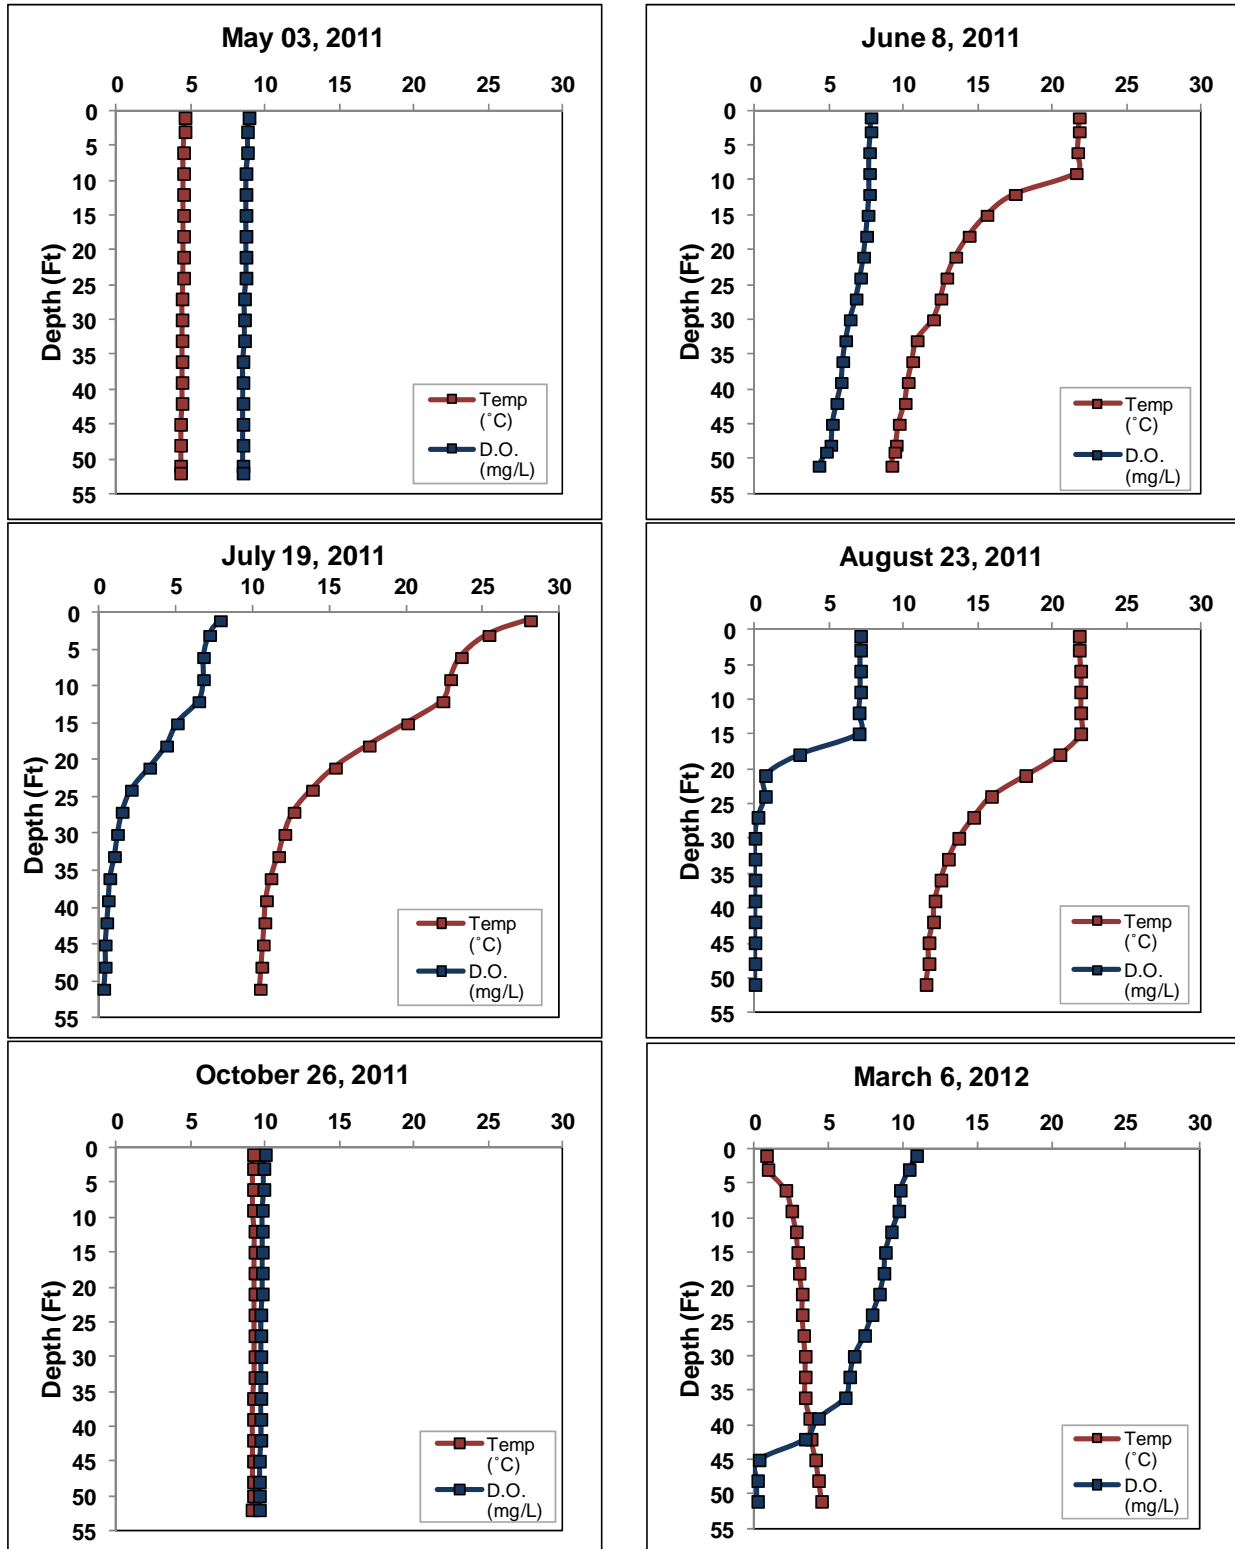 May 03, 2011
0 5 10 15 20 25 30
0
5
10
15
20
25
30
35
40
45
50
55
Depth (Ft)
Temp
(˚C)
D.O.
(mg/L)
June 8, 2011
0 5 10 15 20 25 30
0
5
10
15
20
25
30
35
40
45
50
55
Depth (Ft)
Temp
(˚C)
D.O.
(mg/L)
July 19, 2011
0 5 10 15 20 25 30
0
5
10
15
20
25
30
35
40
45
50
55
Depth (Ft)
Temp
(˚C)
D.O.
(mg/L)
August 23, 2011
0 5 10 15 20 25 30
0
5
10
15
20
25
30
35
40
45
50
55
Depth (Ft)
Temp
(˚C)
D.O.
(mg/L)
October 26, 2011
0 5 10 15 20 25 30
0
5
10
15
20
25
30
35
40
45
50
55
Depth (Ft)
Temp
(˚C)
D.O.
(mg/L)
March 6, 2012
0 5 10 15 20 25 30
0
5
10
15
20
25
30
35
40
45
50
55
Depth (Ft)
Temp
(˚C)
D.O.
(mg/L)